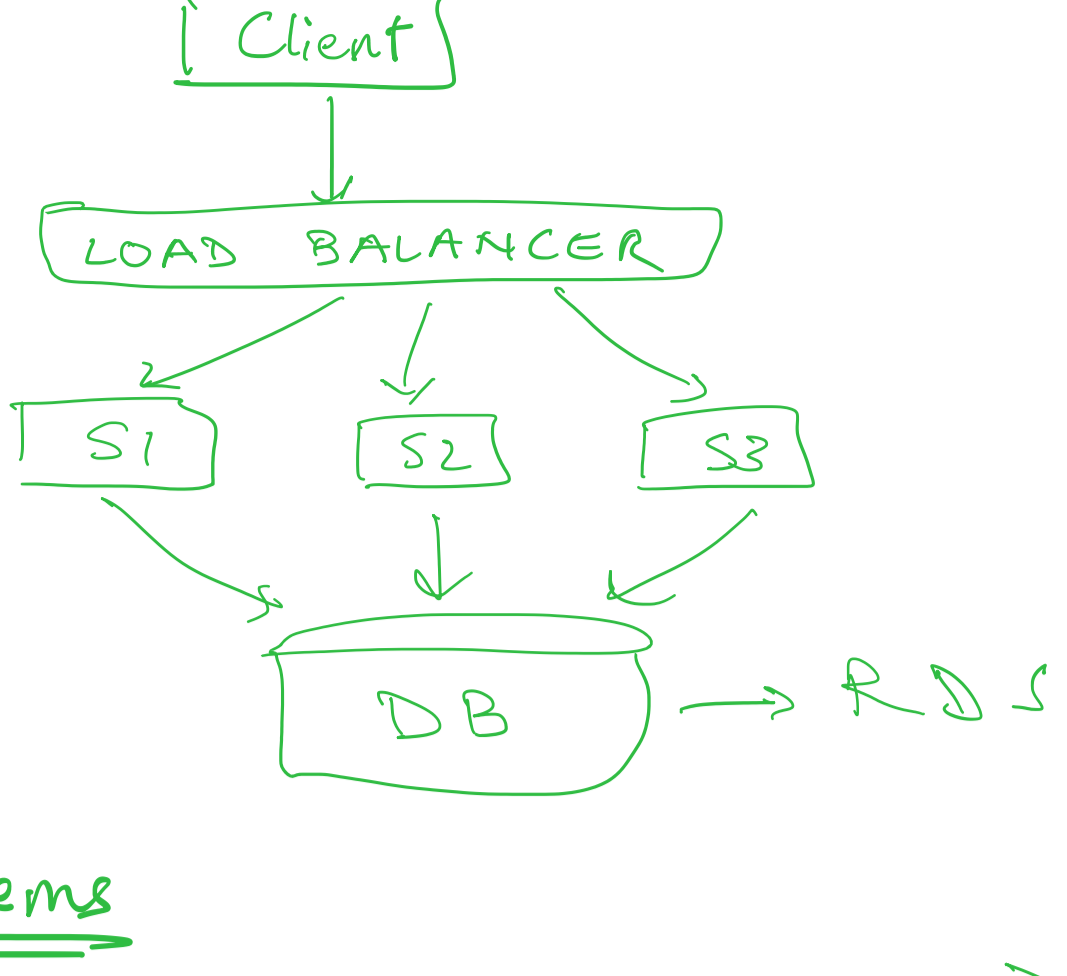 Client
LOAD BALANCER
S1 S2 S3
DB
RDS
ems